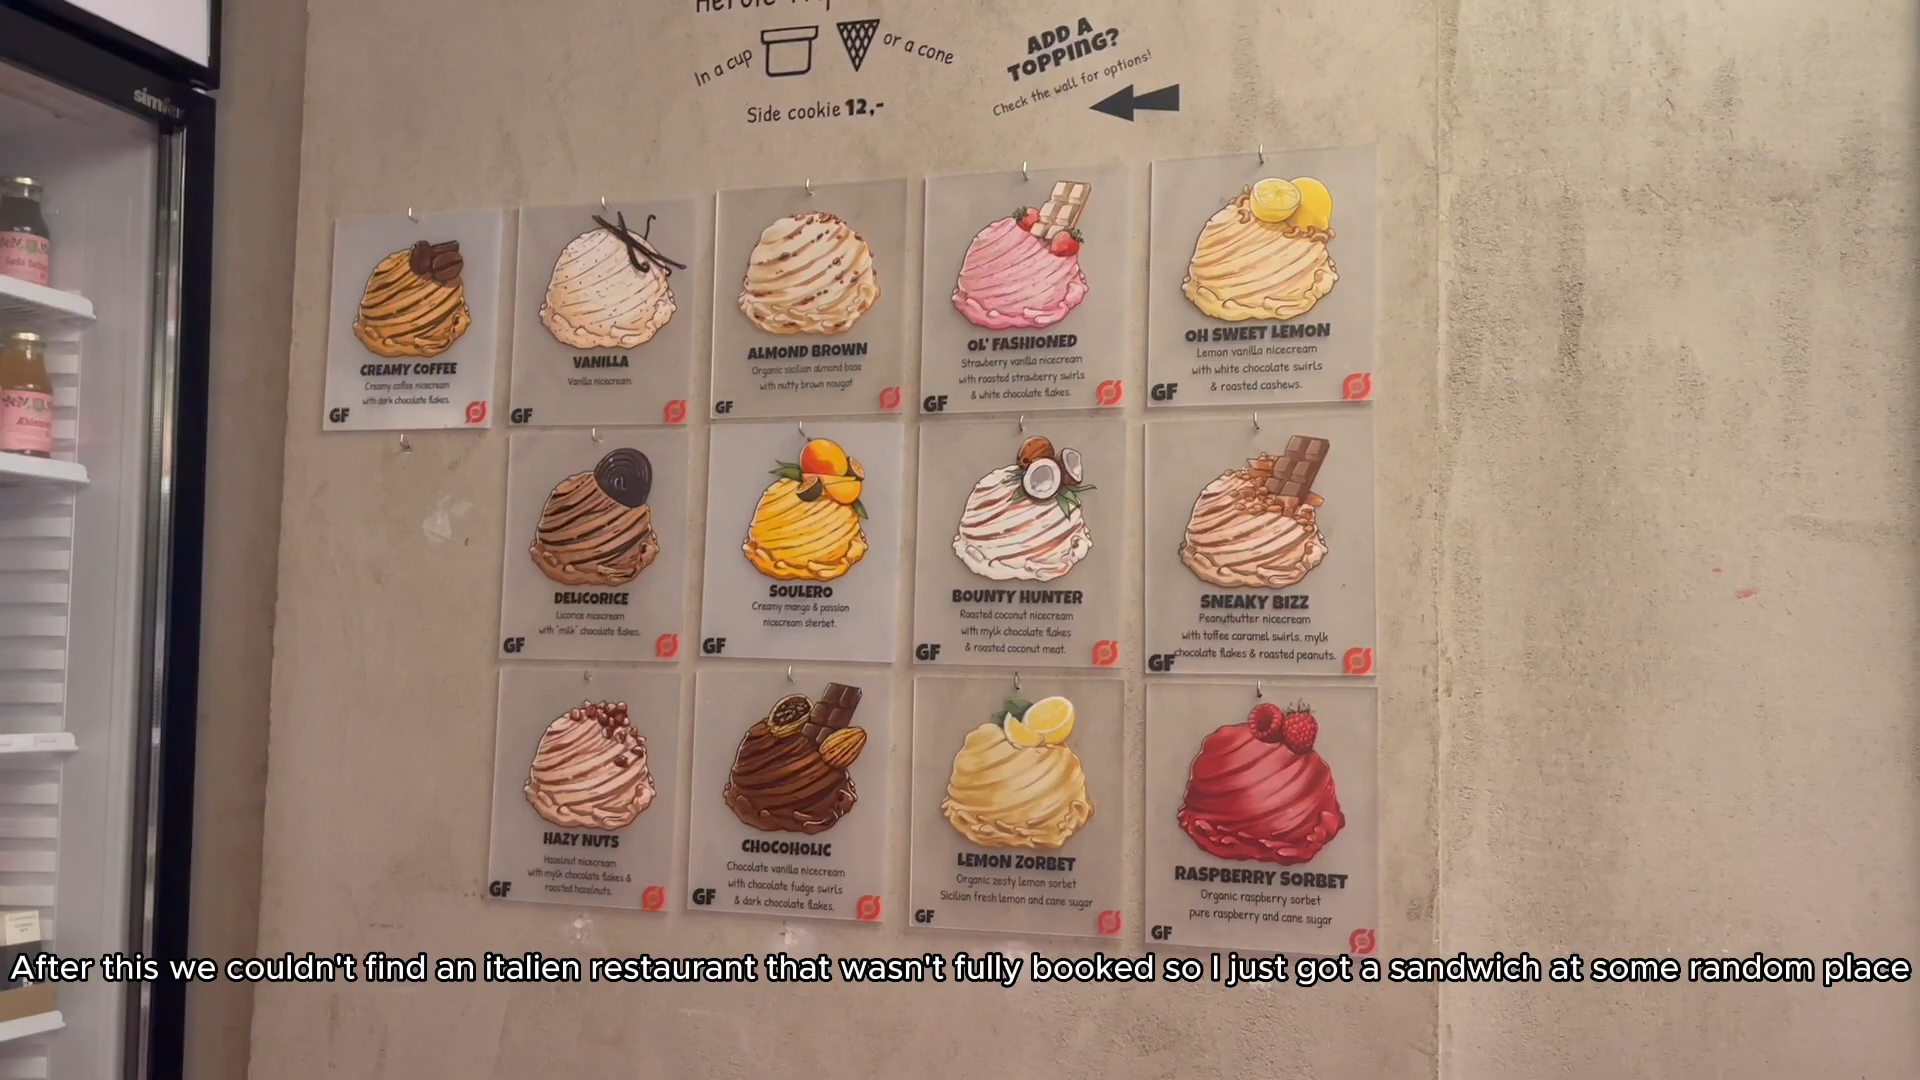 In a cup
or a cone
Side cookie 12,-
ADD A
TOPPING?
Check the wall for options!
CREAMY COFFEE
Creamy coffee nicecream
with dark chocolate flakes.
GF
VANILLA
Vanilla nicecream.
GF
ALMOND BROWN
Organic sicilian almond base
with nutty brown nougat
GF
OL' FASHIONED
Strawberry vanilla nicecream
with roasted strawberry swirls
& white chocolate flakes.
GF
OH SWEET LEMON
Lemon vanilla nicecream
with white chocolate swirls
& roasted cashews.
GF
DELICORICE
Licorice nicecream
with "milk" chocolate flakes.
GF
SOULERO
Creamy mango & passion
nicecream sherbet.
GF
BOUNTY HUNTER
Roasted coconut nicecream
with mylk chocolate flakes
& roasted coconut meat.
GF
SNEAKY BIZZ
Peanutbutter nicecream
with toffee caramel swirls, mylk
chocolate flakes & roasted peanuts.
GF
HAZY NUTS
Hazelnut nicecream
with mylk chocolate flakes &
roasted hazelnuts.
GF
CHOCOHOLIC
Chocolate vanilla nicecream
with chocolate fudge swirls
& dark chocolate flakes.
GF
LEMON ZORBET
Organic zesty lemon sorbet
Sicilian fresh lemon and cane sugar
GF
RASPBERRY SORBET
Organic raspberry sorbet
pure raspberry and cane sugar
GF
After this we couldn't find an italien restaurant that wasn't fully booked so I just got a sandwich at some random place